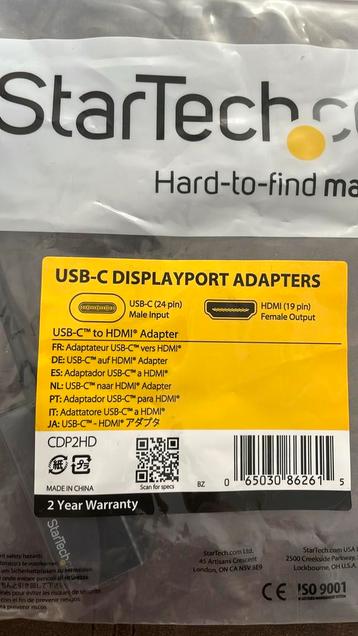 StarTech.c
Hard-to-find ma
USB-C DISPLAYPORT ADAPTERS
USB-C (24 pin)
Male Input
HDMI (19 pin)
Female Output
USB-C™ to HDMI® Adapter
FR: Adaptateur USB-C™ vers HDMI®
DE: USB-C™ auf HDMI® Adapter
ES: Adaptador USB-C™ a HDMI®
NL: USB-C™ naar HDMI® Adapter
PT: Adaptador USB-C™ para HDMI®
IT: Adattatore USB-C™ a HDMI®
JA: USB-C™ - HDMI® アダプタ
CDP2HD
紙 プラ
MADE IN CHINA
Scan for specs
BZ
0 65030 86261 5
2 Year Warranty
StarTech
StarTech.com Ltd.
45 Artisans Crescent
London, ON CA N5V 5E9
StarTech.com USA
2500 Creekside Parkway,
Lockbourne, OH U.S.A.
CE ISO 9001